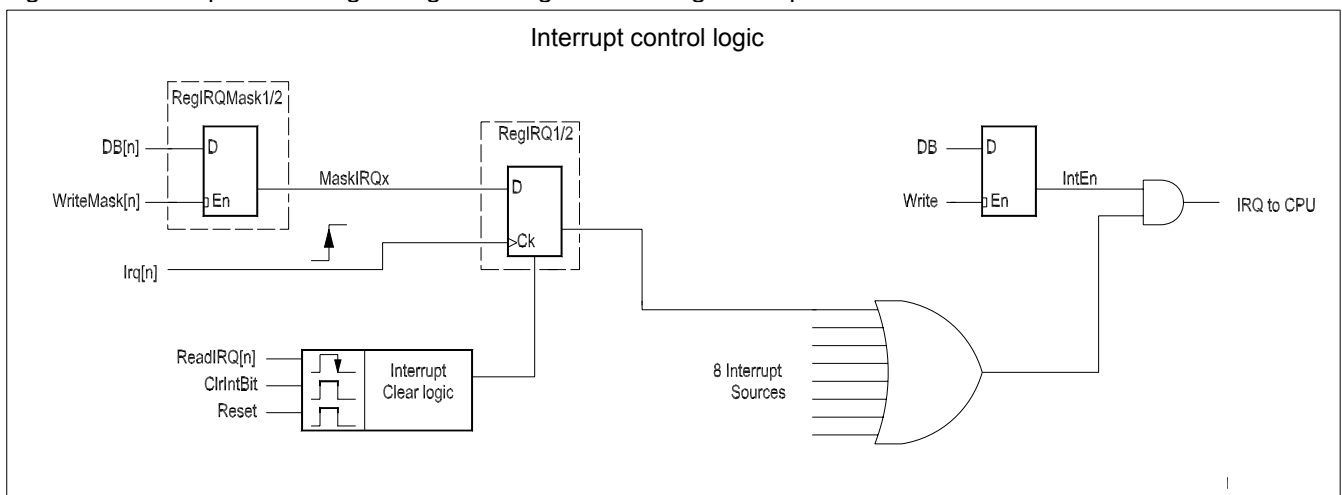 Interrupt control logic
RegIRQMask1/2
DB[n]
D
WriteMask[n]
En
MaskIRQx
RegIRQ1/2
D
Ck
Irq[n]
ReadIRQ[n]
ClrIntBit
Reset
Interrupt
Clear logic
8 Interrupt
Sources
DB
D
Write
En
IntEn
IRQ to CPU